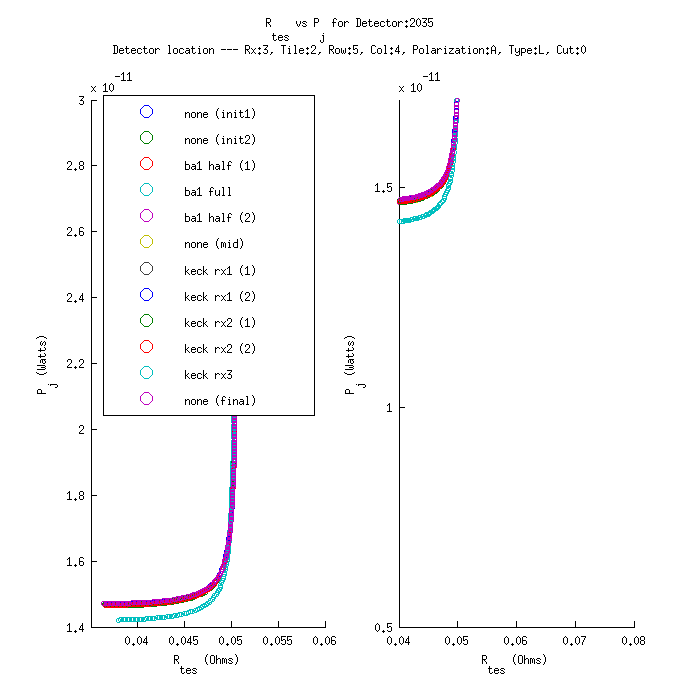 R tes vs P j for Detector:2035
Detector location --- Rx:3, Tile:2, Row:5, Col:4, Polarization:A, Type:L, Cut:0
x 10 -11
3
2.8
2.6
2.4
2.2
2
1.8
1.6
1.4
P j (Watts)
none (init1)
none (init2)
ba1 half (1)
ba1 full
ba1 half (2)
none (mid)
keck rx1 (1)
keck rx1 (2)
keck rx2 (1)
keck rx2 (2)
keck rx3
none (final)
0.04 0.045 0.05 0.055 0.06
R tes (Ohms)
x 10 -11
1.5
1
0.5
P j (Watts)
0.04 0.05 0.06 0.07 0.08
R tes (Ohms)